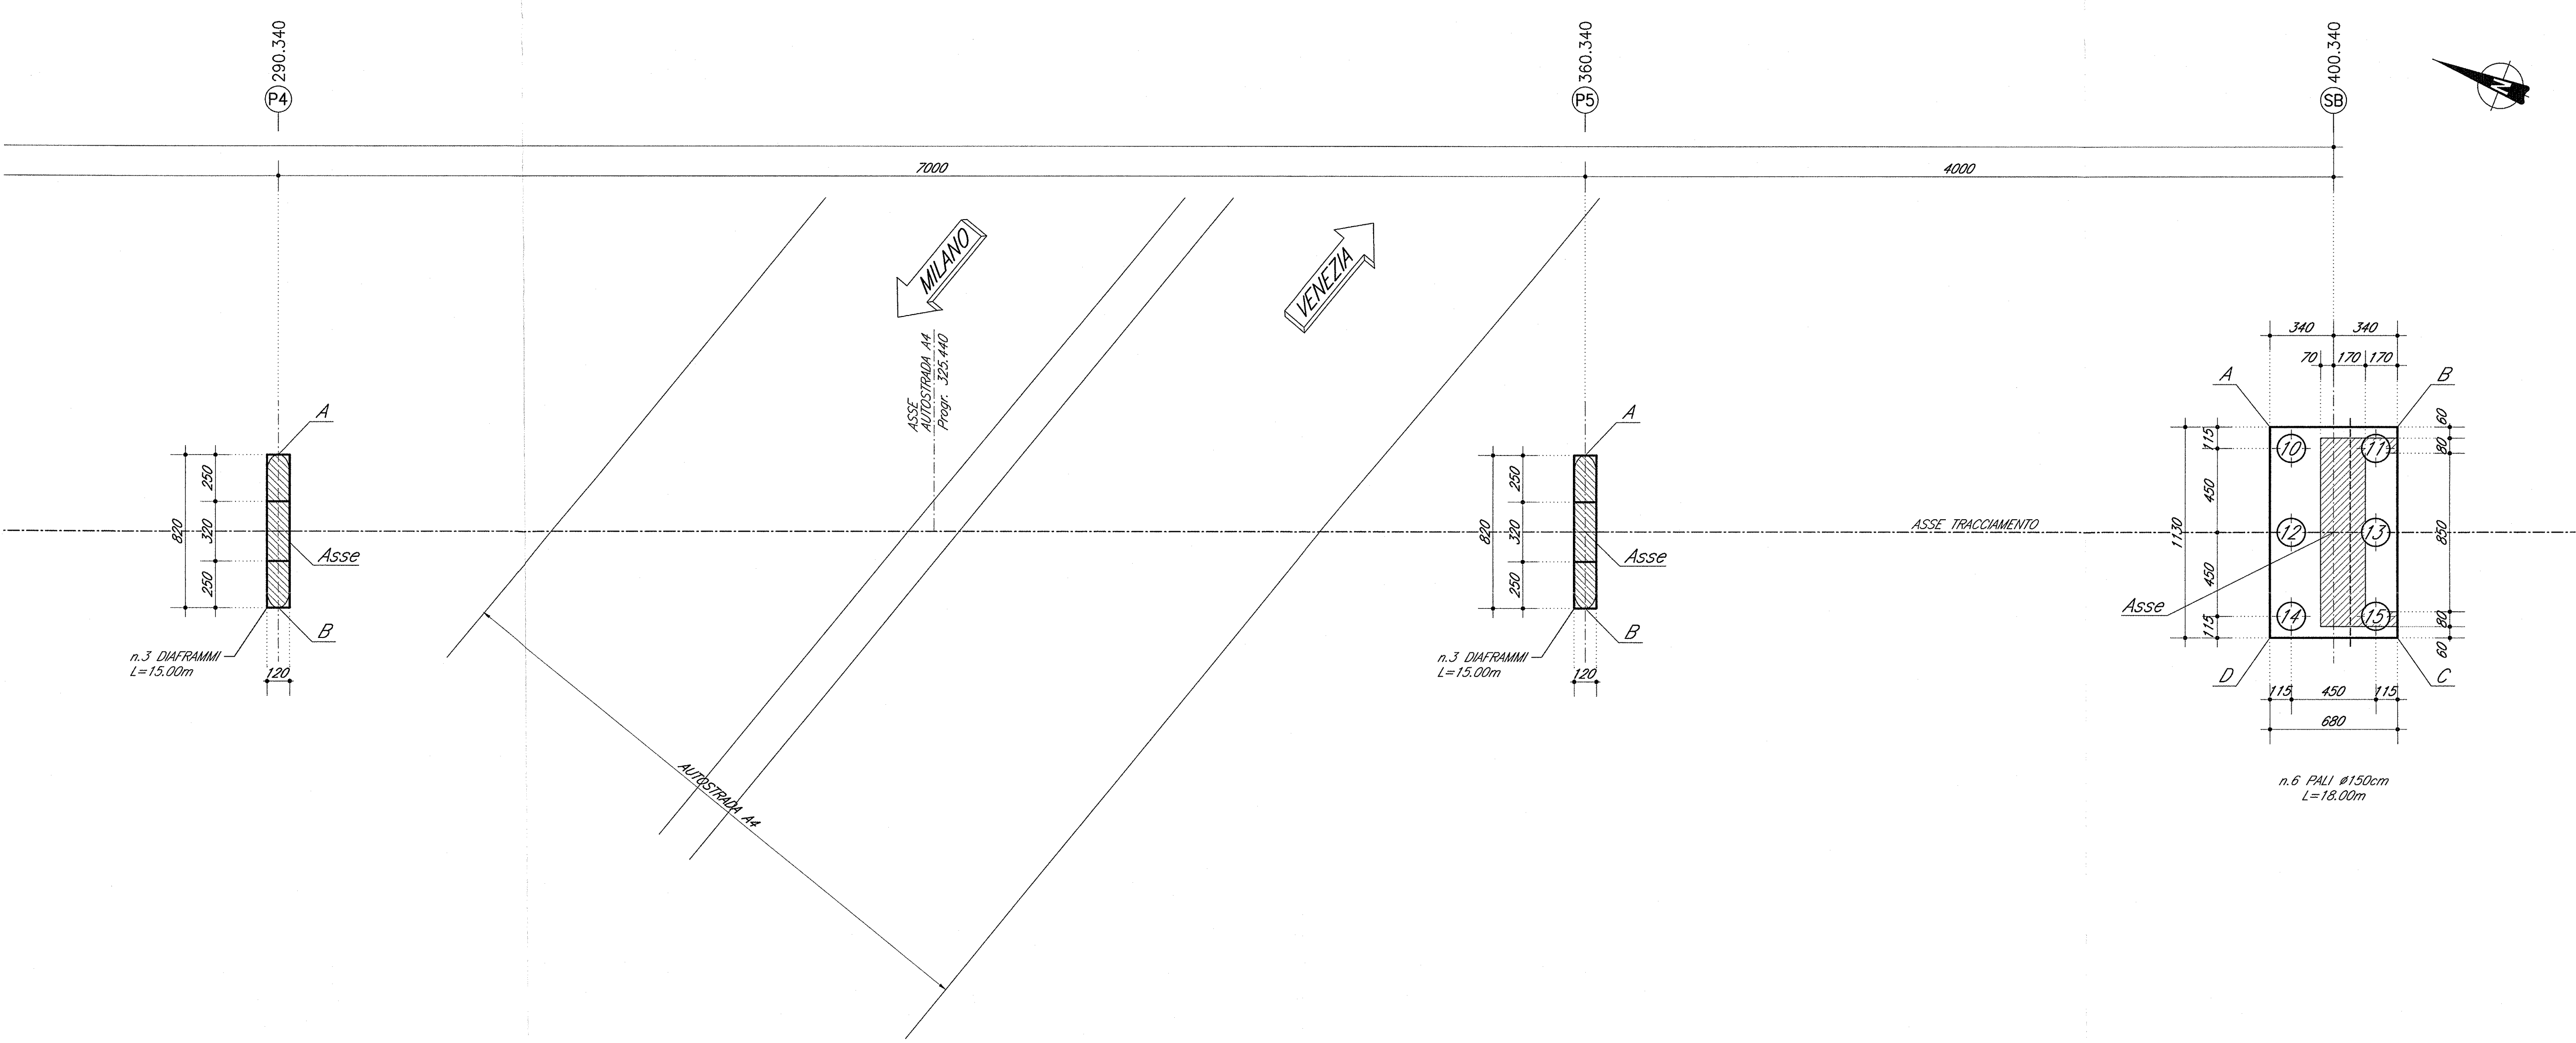 290.340
P4
360.340
P5
400.340
SB
N
7000
4000
MILANO
VENEZIA
ASSE
AUTOSTRADA A4
Progr. 325.440
A
250
320
250
820
Asse
B
n.3 DIAFRAMMI
L=15.00m
120
A
250
320
250
820
Asse
B
n.3 DIAFRAMMI
L=15.00m
120
ASSE TRACCIAMENTO
AUTOSTRADA A4
340
340
70
170
170
A
B
115
450
450
115
1130
60
80
850
80
60
10
11
12
13
14
15
Asse
D
C
115
450
115
680
n.6 PALI ø150cm
L=18.00m